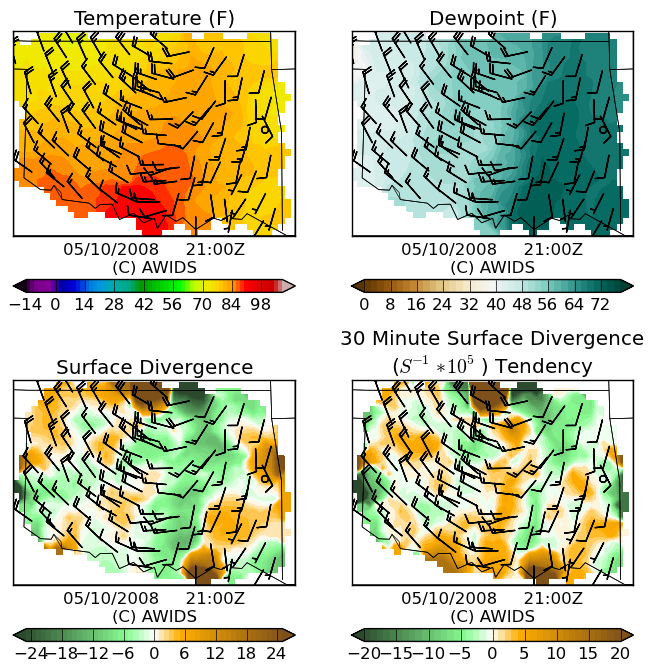 Temperature (F)
Dewpoint (F)
05/10/2008 21:00Z
(C) AWIDS
05/10/2008 21:00Z
(C) AWIDS
−14 0 14 28 42 56 70 84 98
0 8 16 24 32 40 48 56 64 72
30 Minute Surface Divergence
Surface Divergence
(S⁻¹ *10⁵ ) Tendency
05/10/2008 21:00Z
(C) AWIDS
05/10/2008 21:00Z
(C) AWIDS
−24 −18 −12 −6 0 6 12 18 24
−20 −15 −10 −5 0 5 10 15 20